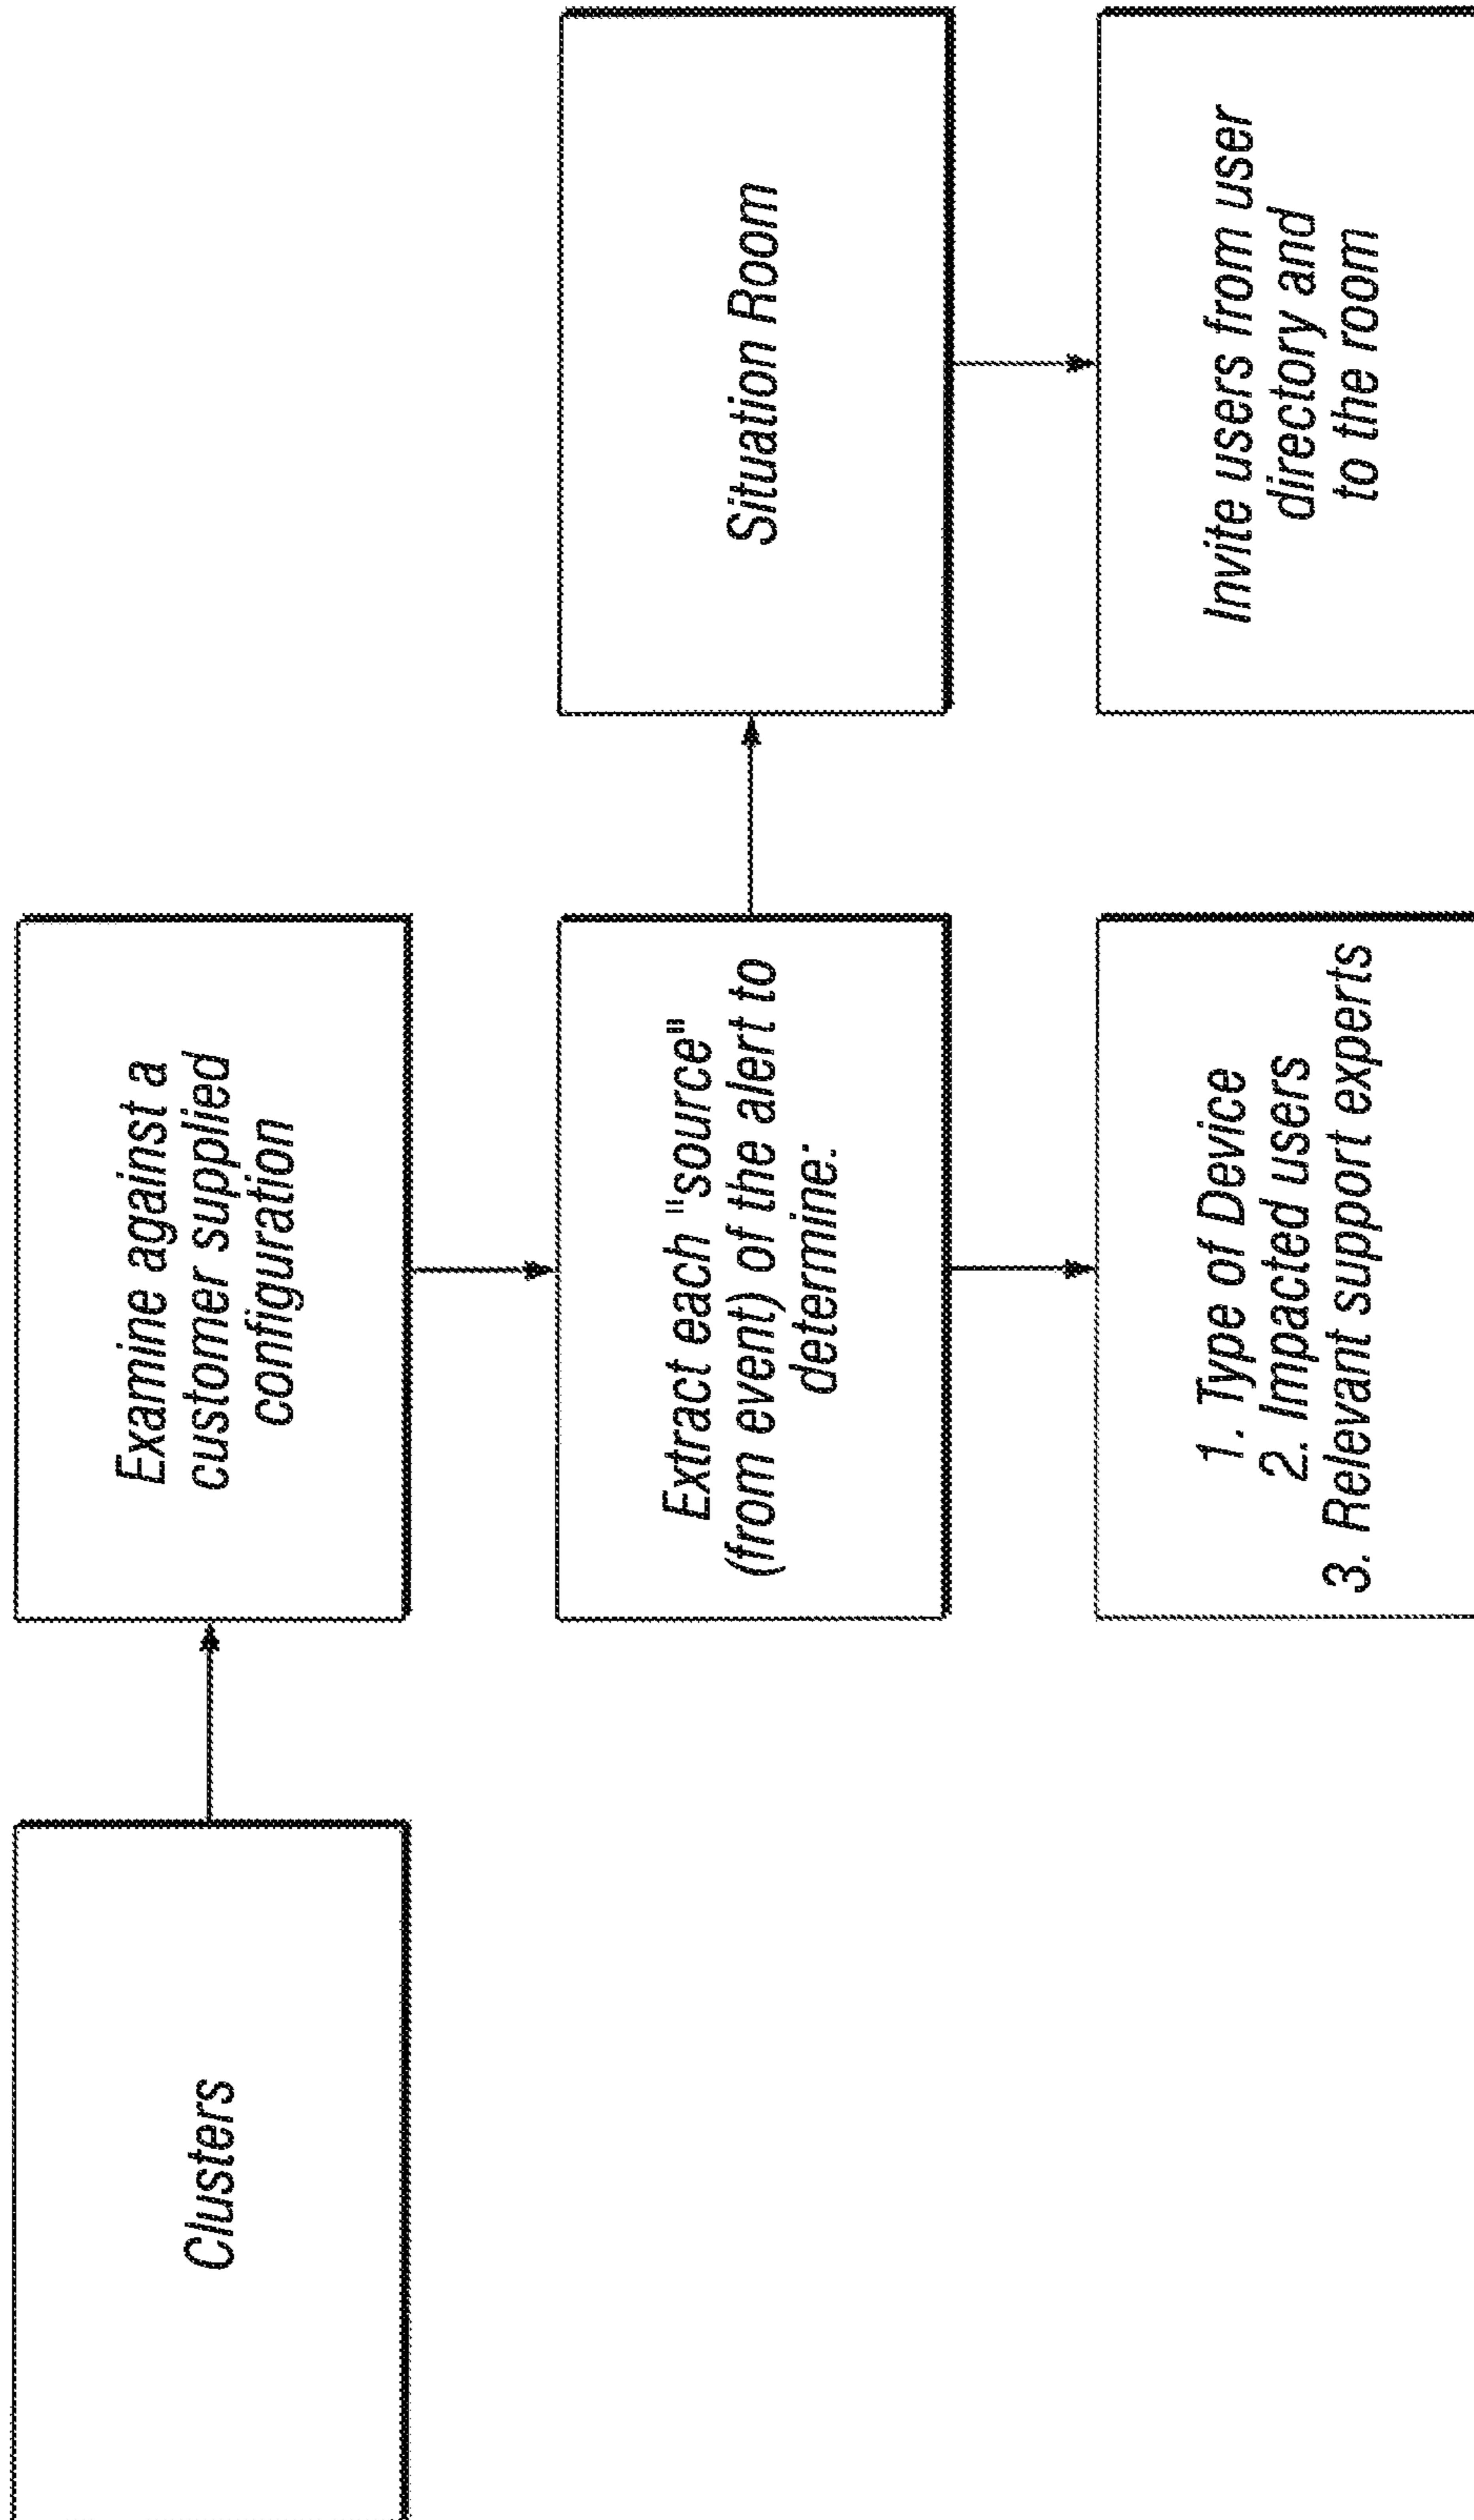 Clusters
Examine against a
customer supplied
configuration
Extract each "source"
(from event) of the alert to
determine:
1. Type of Device
2. Impacted users
3. Relevant support experts
Situation Room
Invite users from user
directory and
to the room